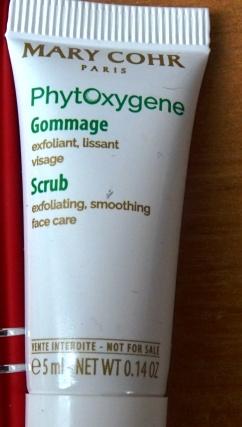 MARY COHR
PARIS
PhytOxygene
Gommage
exfoliant, lissant
visage
Scrub
exfoliating, smoothing
face care
VENTE INTERDITE - NOT FOR SALE
℮ 5 ml - NET WT 0.14 OZ